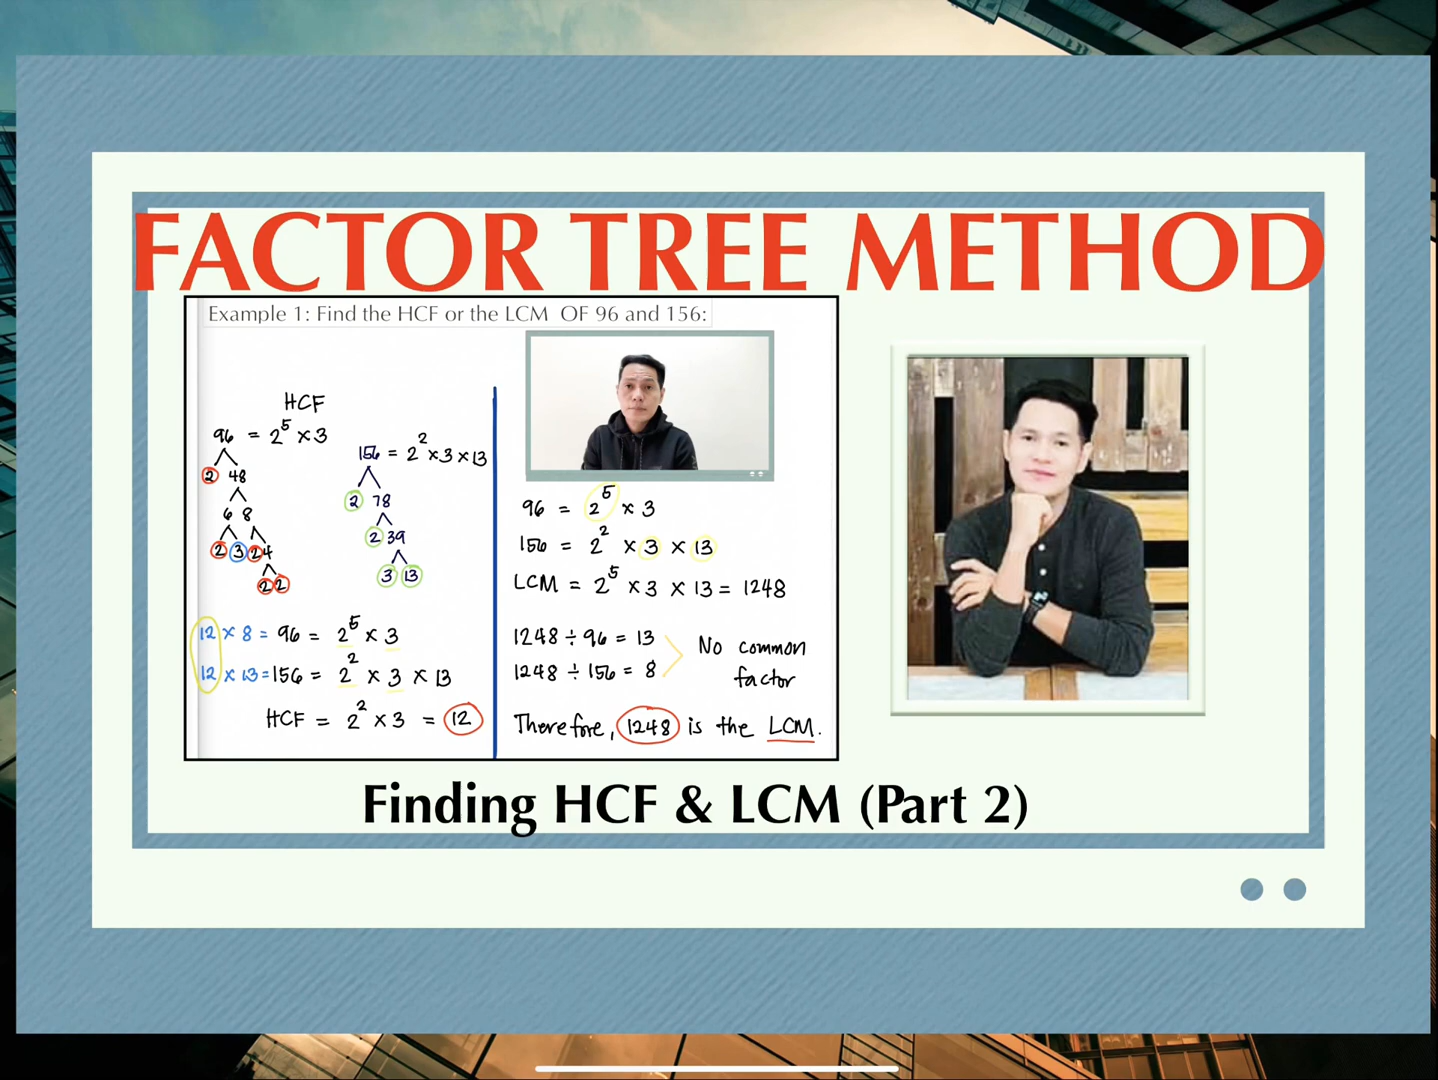 FACTOR TREE METHOD
Example 1: Find the HCF or the LCM OF 96 and 156:
HCF
96 = 2⁵ × 3
2 48
6 8
2 3 2 4
2 2
156 = 2² × 3 × 13
2 78
2 39
3 13
12 × 8 = 96 = 2⁵ × 3
12 × 13 = 156 = 2² × 3 × 13
HCF = 2² × 3 = 12
96 = 2⁵ × 3
156 = 2² × 3 × 13
LCM = 2⁵ × 3 × 13 = 1248
1248 ÷ 96 = 13
1248 ÷ 156 = 8
No common
factor
Therefore, 1248 is the LCM.
Finding HCF & LCM (Part 2)